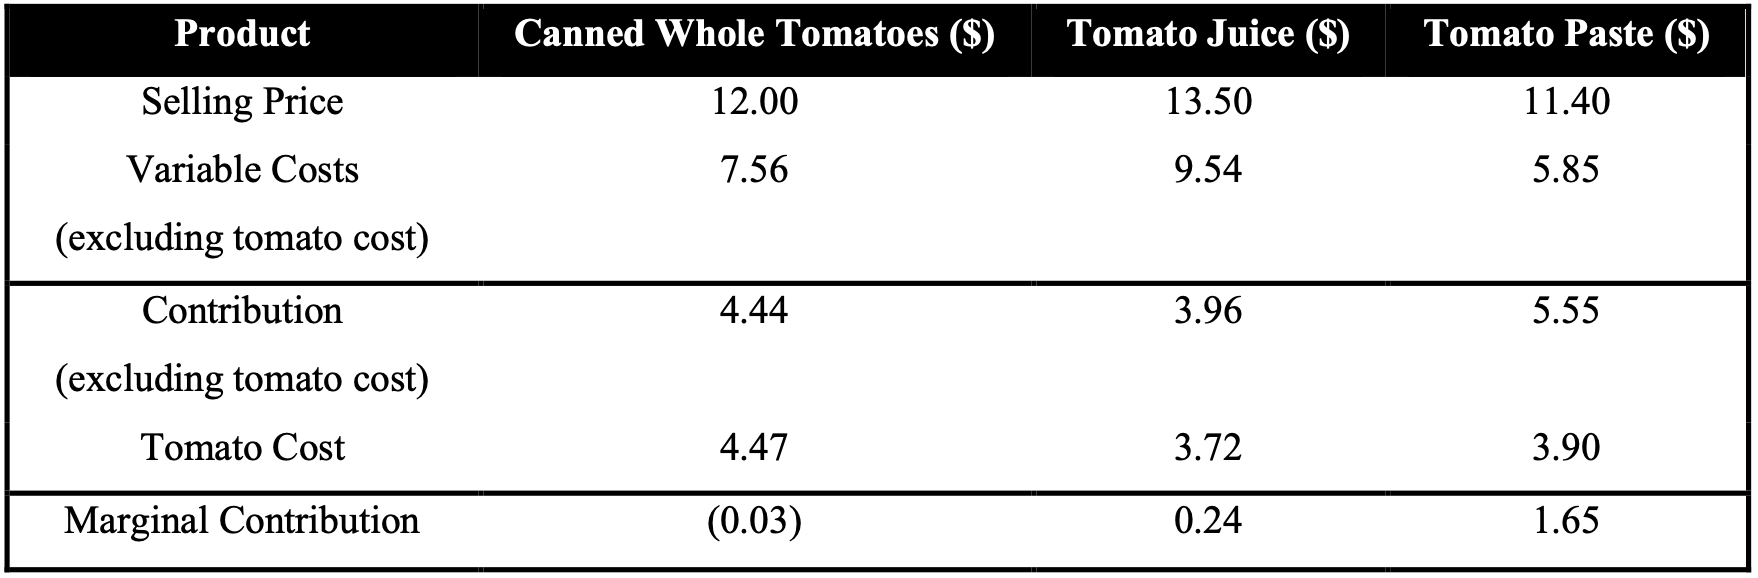 Product Canned Whole Tomatoes ($) Tomato Juice ($) Tomato Paste ($)
Selling Price 12.00 13.50 11.40
Variable Costs 7.56 9.54 5.85
(excluding tomato cost)
Contribution 4.44 3.96 5.55
(excluding tomato cost)
Tomato Cost 4.47 3.72 3.90
Marginal Contribution (0.03) 0.24 1.65